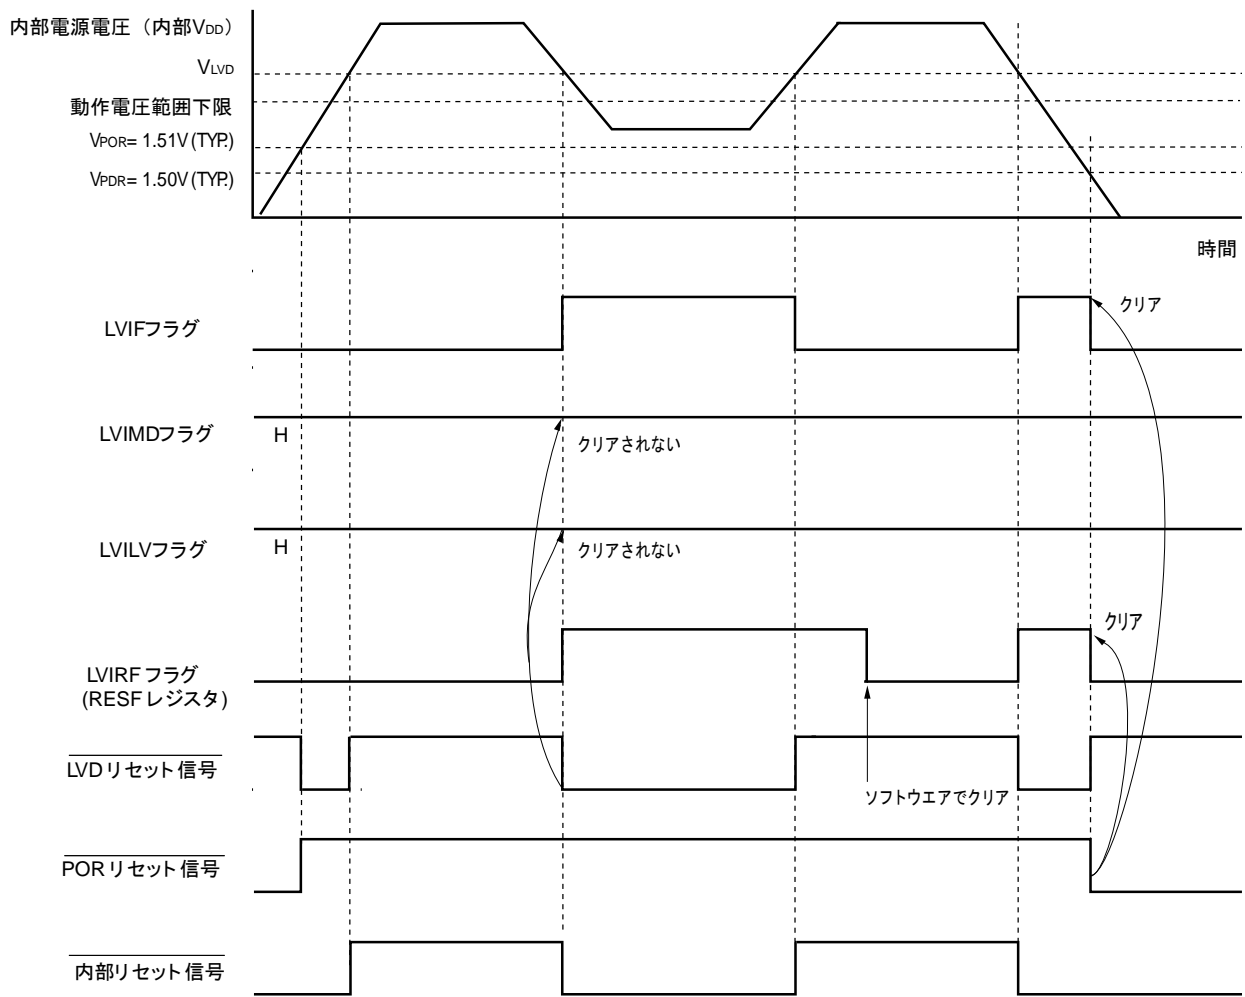 内部電源電圧（内部VDD）
VLVD
動作電圧範囲下限
VPOR= 1.51V (TYP.)
VPDR= 1.50V (TYP.)
時間
LVIFフラグ
クリア
LVIMDフラグ
H
クリアされない
LVILVフラグ
H
クリアされない
クリア
LVIRF フラグ
(RESF レジスタ)
LVD リセット 信号
ソフトウエアでクリア
POR リセット 信号
内部リセット 信号